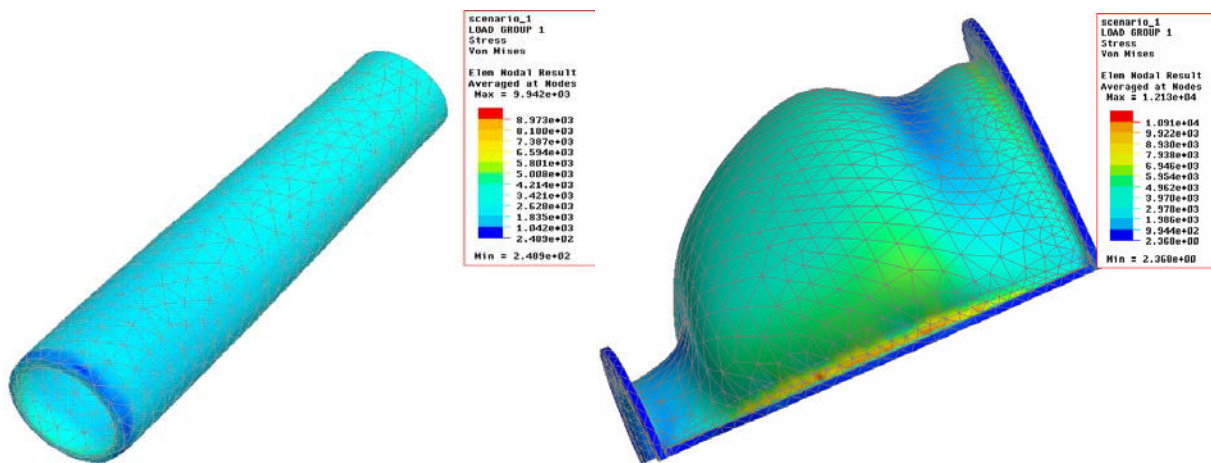 scenario_1
LOAD GROUP 1
Stress
Von Mises
Elem Nodal Result
Averaged at Nodes
Max = 9.942e+03
8.973e+03
8.180e+03
7.387e+03
6.594e+03
5.801e+03
5.008e+03
4.214e+03
3.421e+03
2.628e+03
1.835e+03
1.042e+03
2.489e+02
Min = 2.489e+02
scenario_1
LOAD GROUP 1
Stress
Von Mises
Elem Nodal Result
Averaged at Nodes
Max = 1.213e+04
1.091e+04
9.922e+03
8.930e+03
7.938e+03
6.946e+03
5.954e+03
4.962e+03
3.970e+03
2.978e+03
1.986e+03
9.944e+02
2.360e+00
Min = 2.360e+00